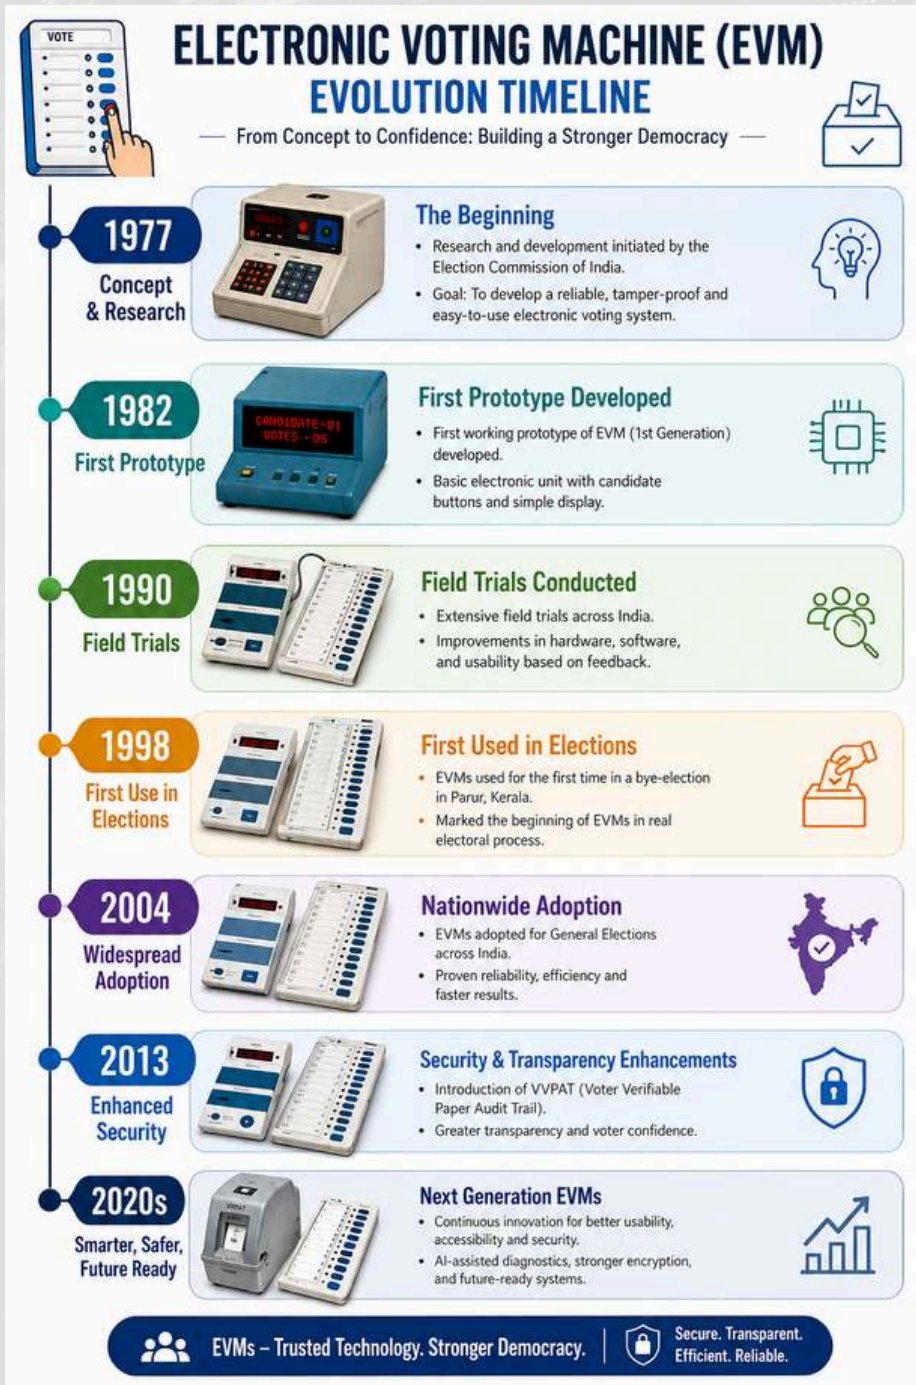 VOTE
ELECTRONIC VOTING MACHINE (EVM)
EVOLUTION TIMELINE
From Concept to Confidence: Building a Stronger Democracy
1977
Concept
& Research
The Beginning
• Research and development initiated by the
Election Commission of India.
• Goal: To develop a reliable, tamper-proof and
easy-to-use electronic voting system.
1982
First Prototype
CANDIDATE-01
VOTES -05
First Prototype Developed
• First working prototype of EVM (1st Generation)
developed.
• Basic electronic unit with candidate
buttons and simple display.
1990
Field Trials
Field Trials Conducted
• Extensive field trials across India.
• Improvements in hardware, software,
and usability based on feedback.
1998
First Use in
Elections
First Used in Elections
• EVMs used for the first time in a bye-election
in Parur, Kerala.
• Marked the beginning of EVMs in real
electoral process.
2004
Widespread
Adoption
Nationwide Adoption
• EVMs adopted for General Elections
across India.
• Proven reliability, efficiency and
faster results.
2013
Enhanced
Security
Security & Transparency Enhancements
• Introduction of VVPAT (Voter Verifiable
Paper Audit Trail).
• Greater transparency and voter confidence.
2020s
Smarter, Safer,
Future Ready
VVPAT
Next Generation EVMs
• Continuous innovation for better usability,
accessibility and security.
• AI-assisted diagnostics, stronger encryption,
and future-ready systems.
EVMs – Trusted Technology. Stronger Democracy.
Secure. Transparent.
Efficient. Reliable.